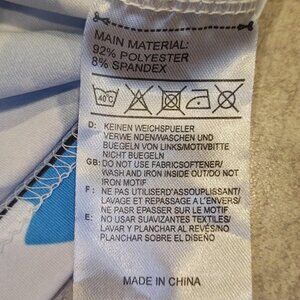 MAIN MATERIAL:
92% POLYESTER
8% SPANDEX
40°C
D: KEINEN WEICHSPUELER
VERWE NDEN/WASCHEN UND
BUEGELN VON LINKS/MOTIVBITTE
NICHT BUEGELN
GB: DO NOT USE FABRICSOFTENER/
WASH AND IRON INSIDE OUT/DO NOT
IRON MOTIF
F: NE PAS UTILISERD'ASSOUPLISSANT/
LAVAGE ET REPASSAGE A L'ENVERS/
NE PASR EPASSER SUR LE MOTIF
E: NO USAR SUAVIZANTES TEXTILES/
LAVAR Y PLANCHAR AL REVÉS/NO
PLANCHAR SOBRE EL DISEÑO
MADE IN CHINA